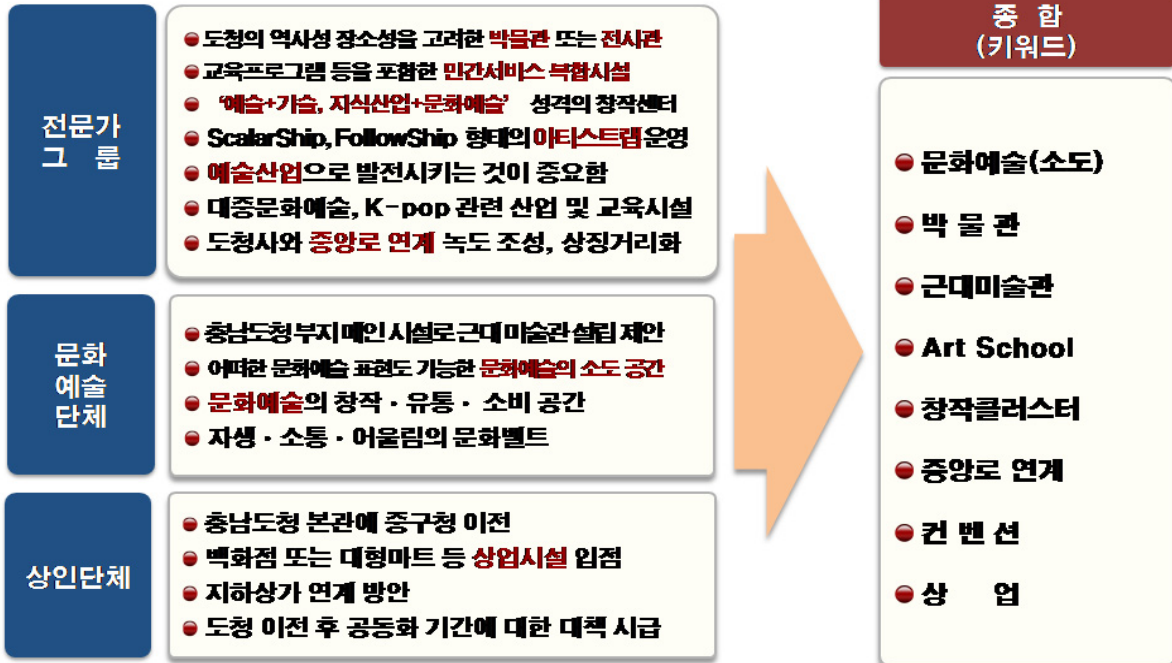 전문가
그 룹
도청의 역사성 장소성을 고려한 박물관 또는 전시관
교육프로그램 등을 포함한 민간서비스 복합시설
‘예술+기술, 지식산업+문화예술’ 성격의 창작센터
ScalarShip, FollowShip 형태의 아티스트랩 운영
예술산업으로 발전시키는 것이 중요함
대중문화예술, K-pop 관련 산업 및 교육시설
도청사와 중앙로 연계 녹도 조성, 상징거리화
문화
예술
단체
충남도청 부지 메인 시설로 근대 미술관 설립 제안
어떠한 문화예술 표현도 가능한 문화예술의 소도 공간
문화예술의 창작 · 유통 · 소비 공간
자생 · 소통 · 어울림의 문화벨트
상인단체
충남도청 본관에 중구청 이전
백화점 또는 대형마트 등 상업시설 입점
지하상가 연계 방안
도청 이전 후 공동화 기간에 대한 대책 시급
종 합
(키워드)
문화예술(소도)
박 물 관
근대미술관
Art School
창작클러스터
중앙로 연계
컨 벤 션
상 업